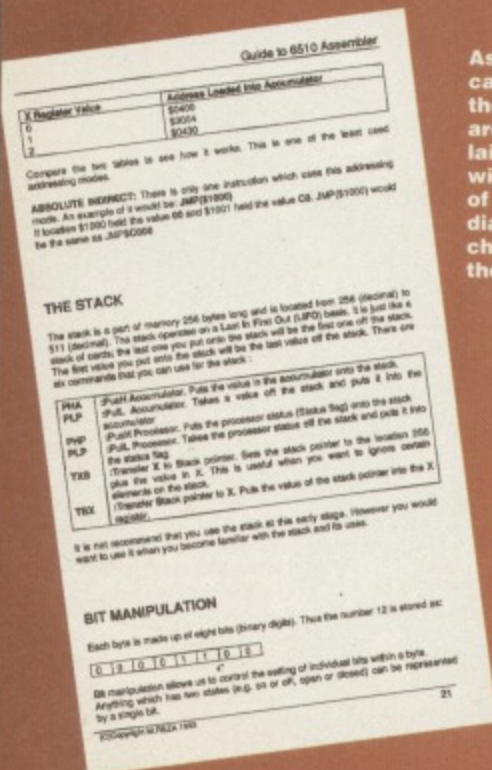 Guide to 6510 Assembler
X Register Value Address Loaded Into Accumulator
0 $0400
1 $3004
2 $0430
Compare the two tables to see how it works. This is one of the least used
addressing modes.
ABSOLUTE INDIRECT: There is only one instruction which uses this addressing
mode. An example of it would be: JMP($1000)
If location $1000 held the value 00 and $1001 held the value C0. JMP($1000) would
be the same as JMP$C000
THE STACK
The stack is a part of memory 256 bytes long and is located from 256 (decimal) to
511 (decimal). The stack operates on a Last In First Out (LIFO) basis. It is just like a
stack of cards; the last one you put onto the stack will be the first one off the stack.
The first value you put onto the stack will be the last value off the stack. There are
six commands that you can use for the stack :
PHA :PusH Accumulator. Puts the value in the accumulator onto the stack.
PLP :PulL Accumulator. Takes a value off the stack and puts it into the
accumulator
PHP :PusH Processor. Puts the processor status (Status flag) onto the stack
PLP :PulL Processor. Takes the processor status off the stack and puts it into
the status flag.
TXS :Transfer X to Stack pointer. Sets the stack pointer to the location 256
plus the value in X. This is useful when you want to ignore certain
elements on the stack.
TSX :Transfer Stack pointer to X. Puts the value of the stack pointer into the X
register.
It is not recommend that you use the stack at this early stage. However you would
want to use it when you become familiar with the stack and its uses.
BIT MANIPULATION
Each byte is made up of eight bits (binary digits). Thus the number 12 is stored as:
0 0 0 0 1 1 0 0
Bit manipulation allows us to control the setting of individual bits within a byte.
Anything which has two states (e.g. on or off, open or closed) can be represented
by a single bit.
(C)Copyright M.REZA 1993
21
As
ca
th
are
lai
wi
of
dia
ch
the